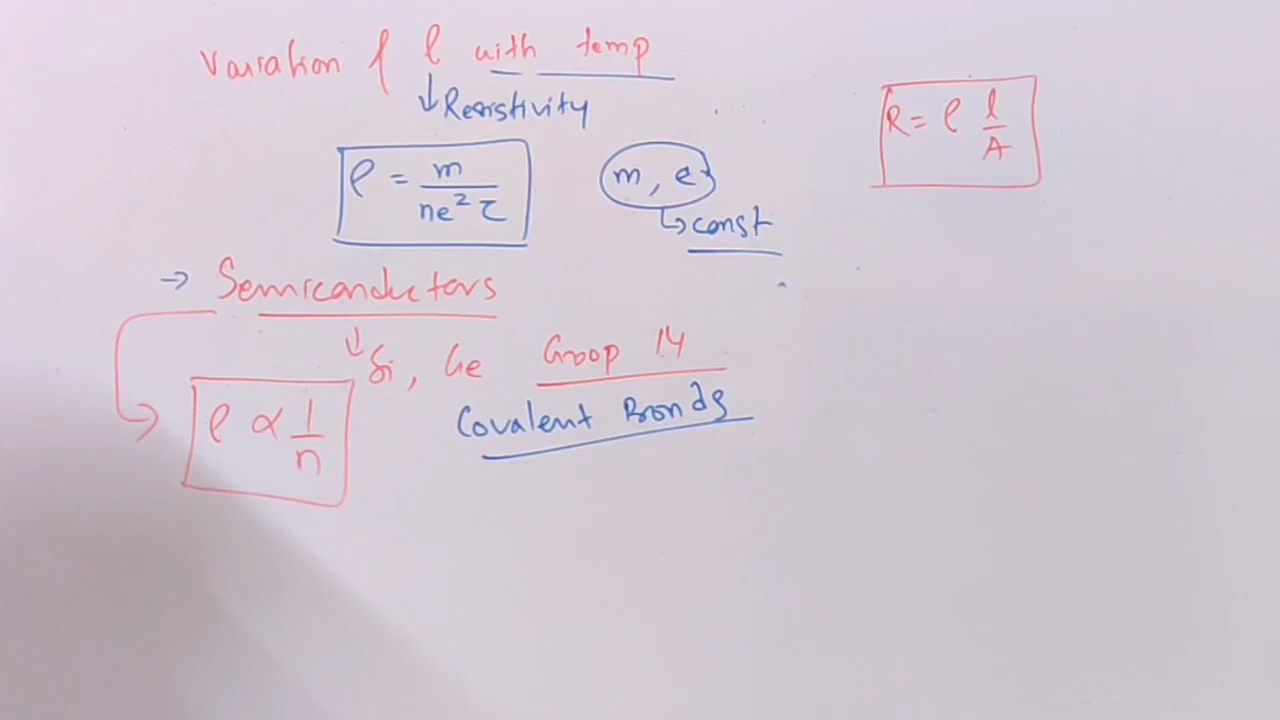 Variation of ρ with temp
↓ Resistivity
R = ρ l/A
ρ = m/ne²τ
m, e
↳ const
→ Semiconductors
↓ Si, Ge Group 14
ρ ∝ 1/n
Covalent Bonds